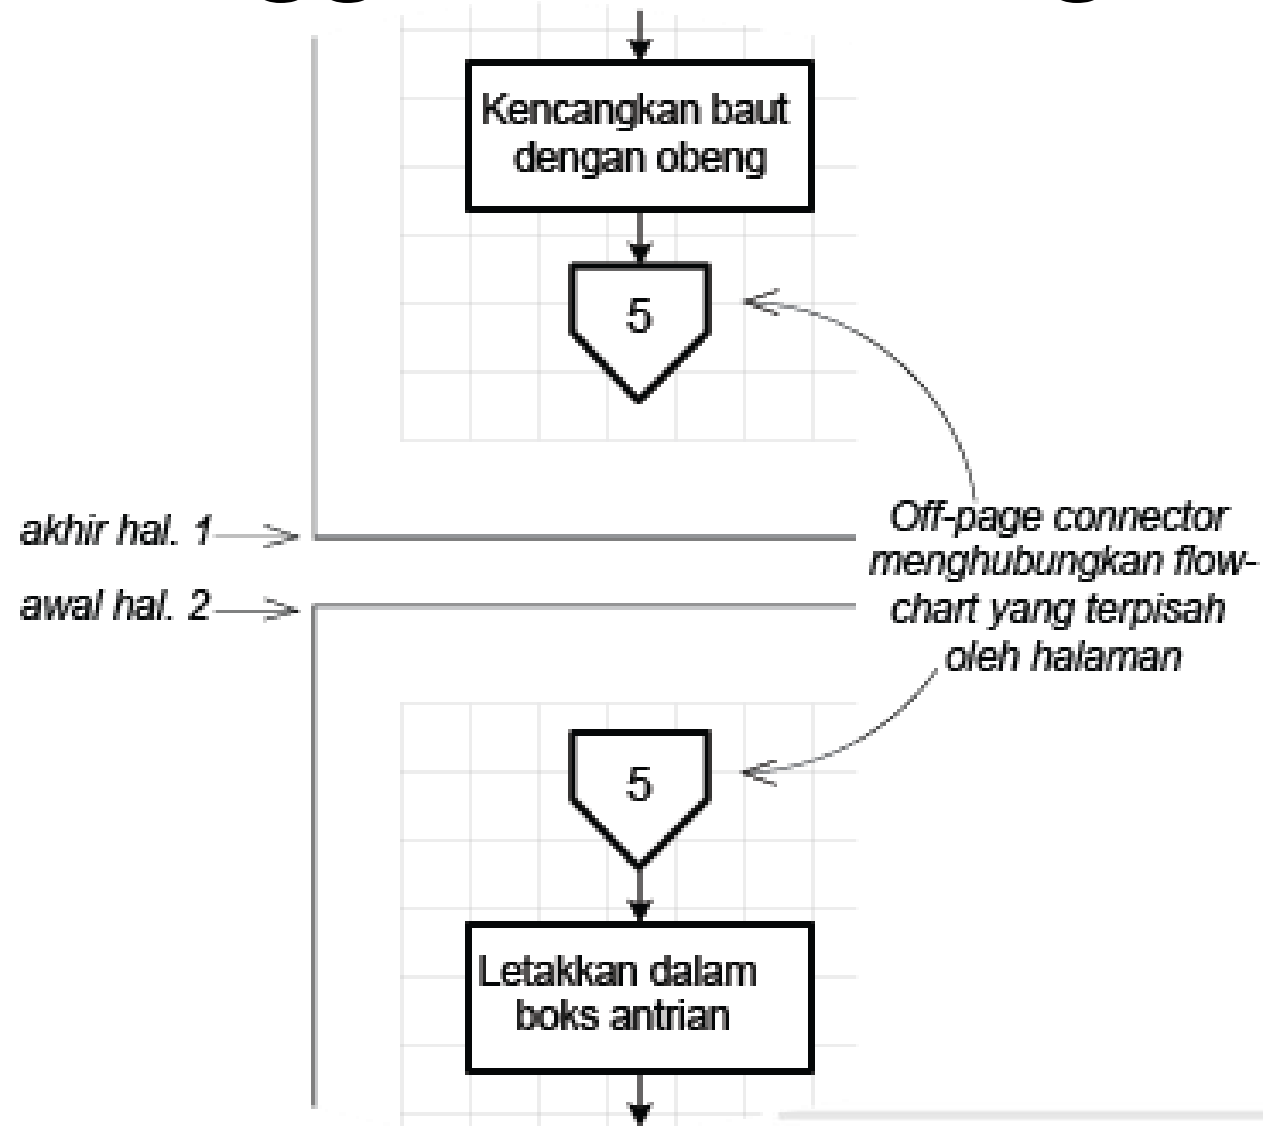 Kencangkan baut
dengan obeng
5
akhir hal. 1
awal hal. 2
Off-page connector
menghubungkan flow-
chart yang terpisah
oleh halaman
5
Letakkan dalam
boks antrian